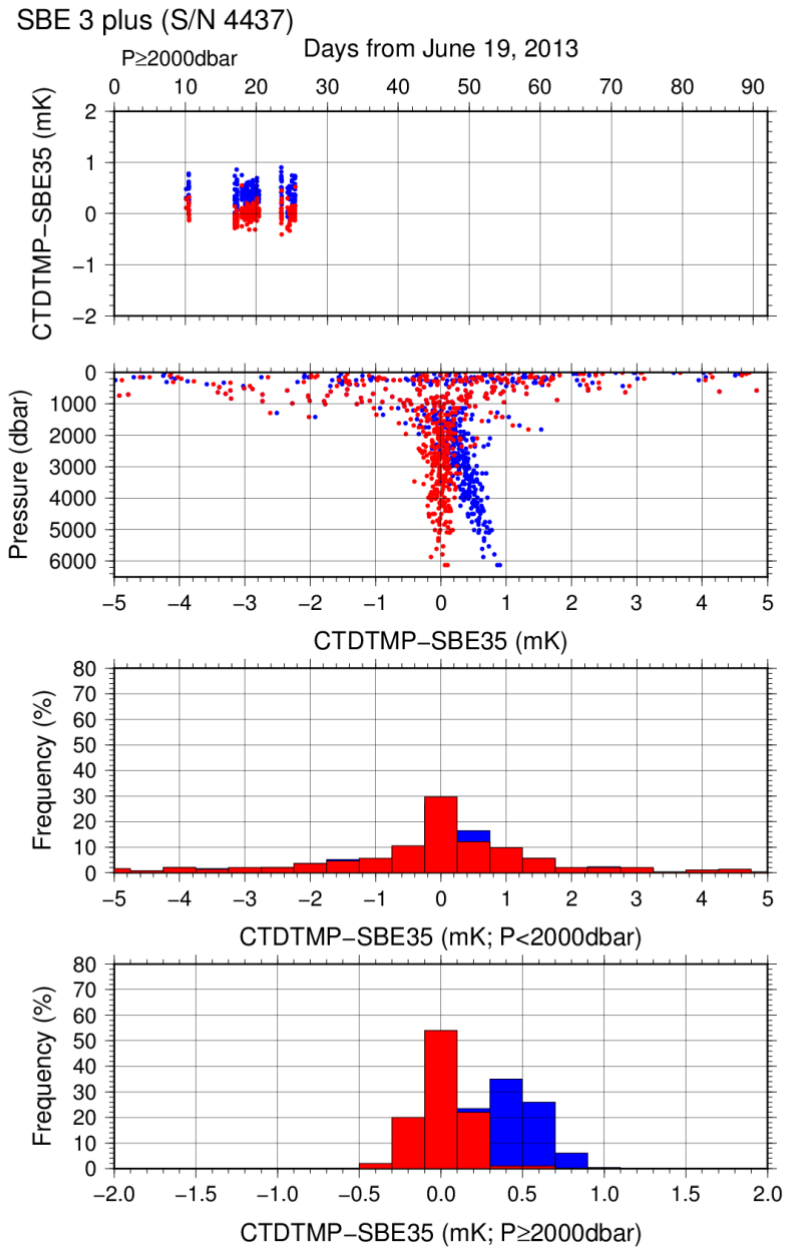 SBE 3 plus (S/N 4437)
P≥2000dbar
Days from June 19, 2013
0 10 20 30 40 50 60 70 80 90
CTDTMP−SBE35 (mK)
2
1
0
−1
−2
Pressure (dbar)
0
1000
2000
3000
4000
5000
6000
−5 −4 −3 −2 −1 0 1 2 3 4 5
CTDTMP−SBE35 (mK)
Frequency (%)
80
70
60
50
40
30
20
10
0
−5 −4 −3 −2 −1 0 1 2 3 4 5
CTDTMP−SBE35 (mK; P<2000dbar)
Frequency (%)
80
70
60
50
40
30
20
10
0
−2.0 −1.5 −1.0 −0.5 0.0 0.5 1.0 1.5 2.0
CTDTMP−SBE35 (mK; P≥2000dbar)